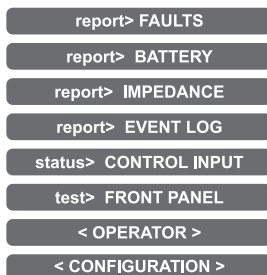 report> FAULTS
report> BATTERY
report> IMPEDANCE
report> EVENT LOG
status> CONTROL INPUT
test> FRONT PANEL
< OPERATOR >
< CONFIGURATION >